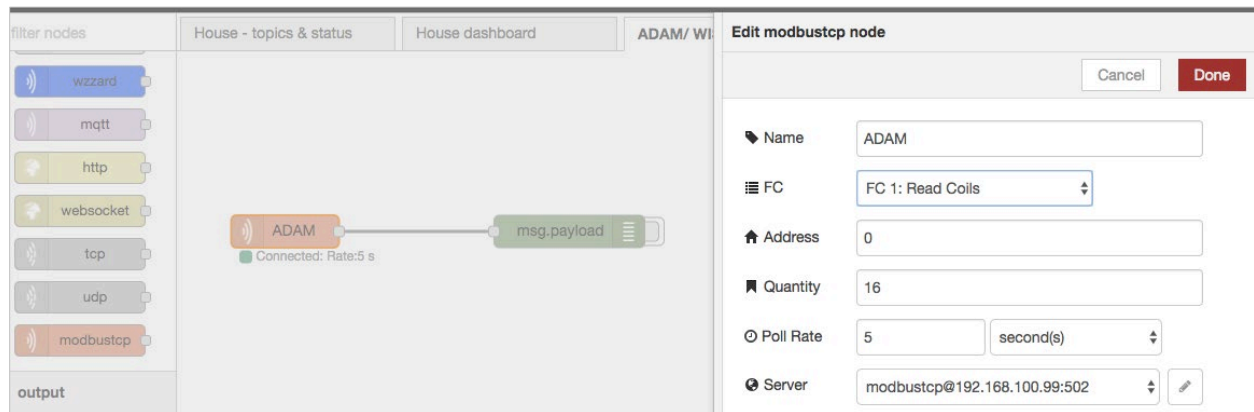 filter nodes
House - topics & status
House dashboard
ADAM/ WI
wzzard
mqtt
http
websocket
tcp
udp
modbustcp
output
ADAM
Connected: Rate:5 s
msg.payload
Edit modbustcp node
Cancel
Done
Name
ADAM
FC
FC 1: Read Coils
Address
0
Quantity
16
Poll Rate
5
second(s)
Server
modbustcp@192.168.100.99:502